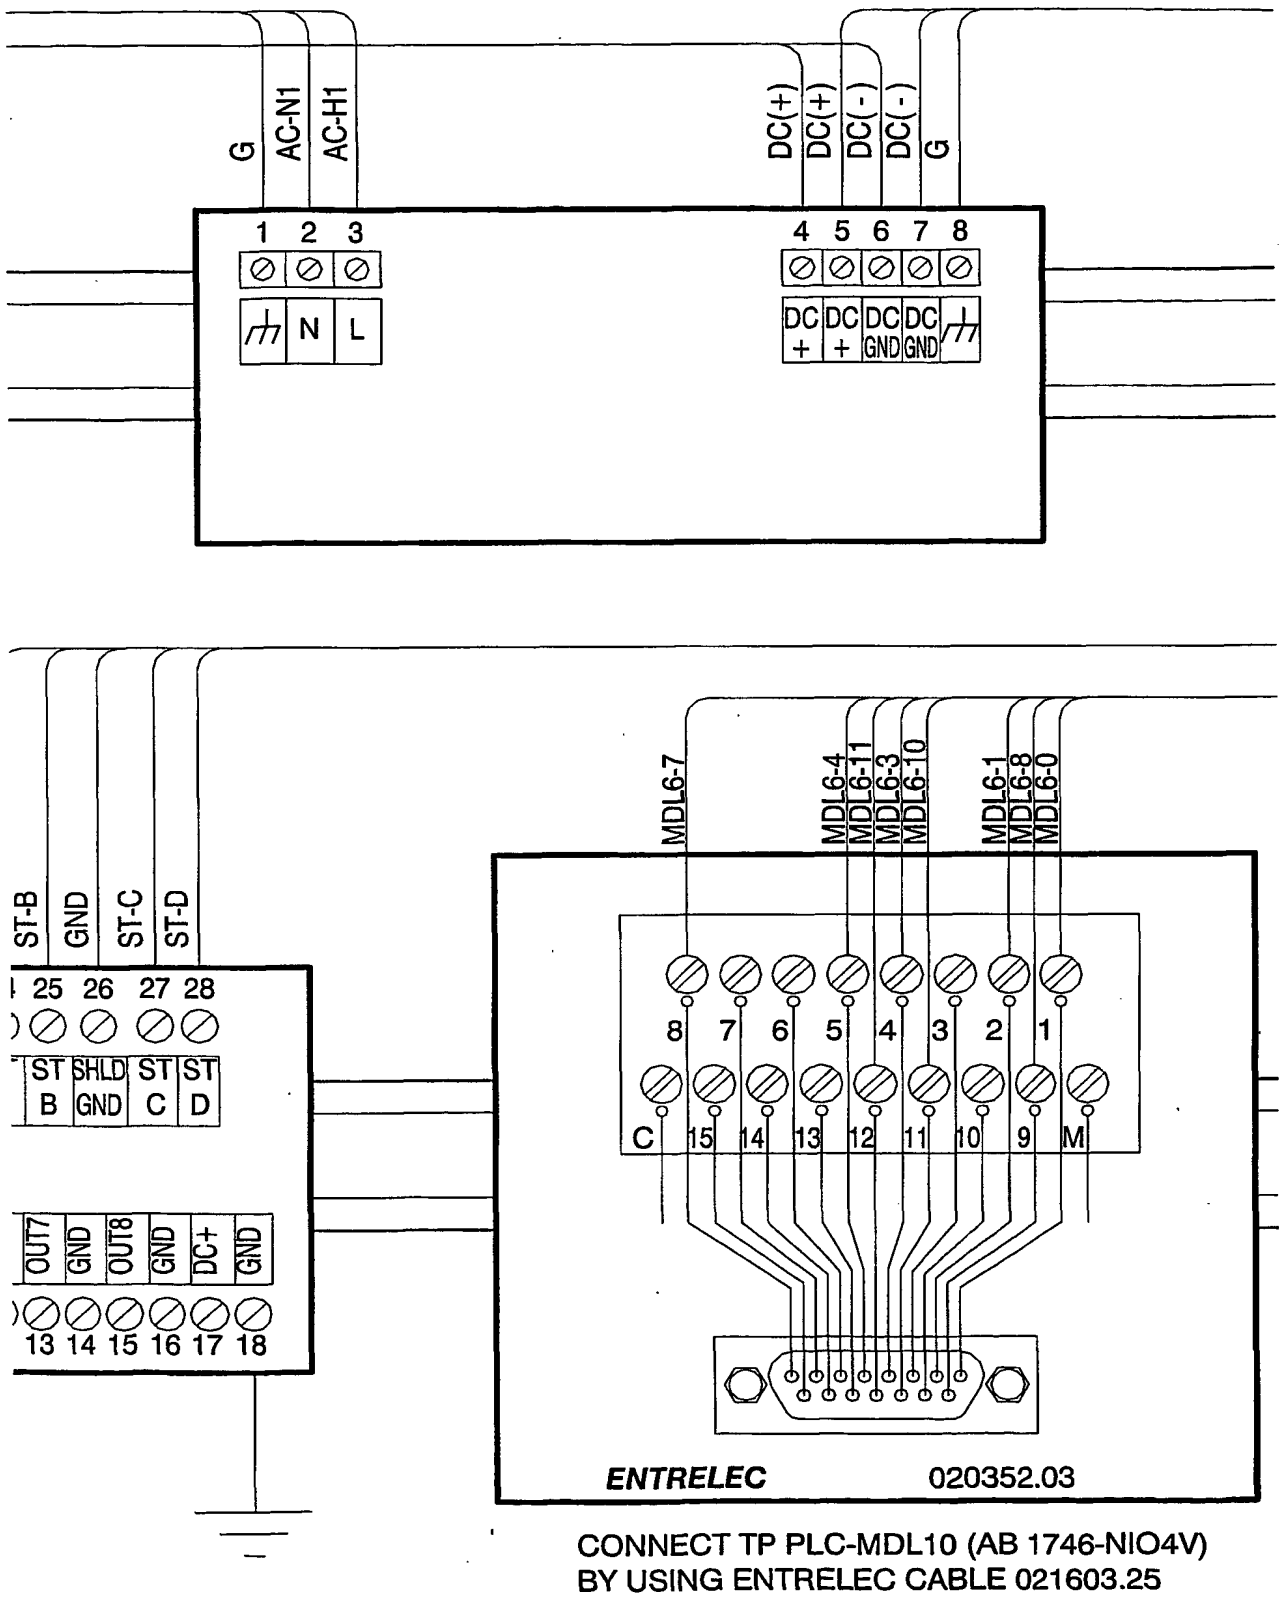 G AC-N1 AC-H1 DC(+) DC(+) DC(-) DC(-) G
1 2 3 4 5 6 7 8
N L DC + DC + DC GND DC GND
MDL6-7 MDL6-4 MDL6-11 MDL6-3 MDL6-10 MDL6-1 MDL6-8 MDL6-0
ST-B GND ST-C ST-D
25 26 27 28
ST B SHLD GND ST C ST D
8 7 6 5 4 3 2 1
C 15 14 13 12 11 10 9 M
OUT7 GND OUT8 GND DC+ GND
13 14 15 16 17 18
ENTRELEC 020352.03
CONNECT TP PLC-MDL10 (AB 1746-NIO4V)
BY USING ENTRELEC CABLE 021603.25